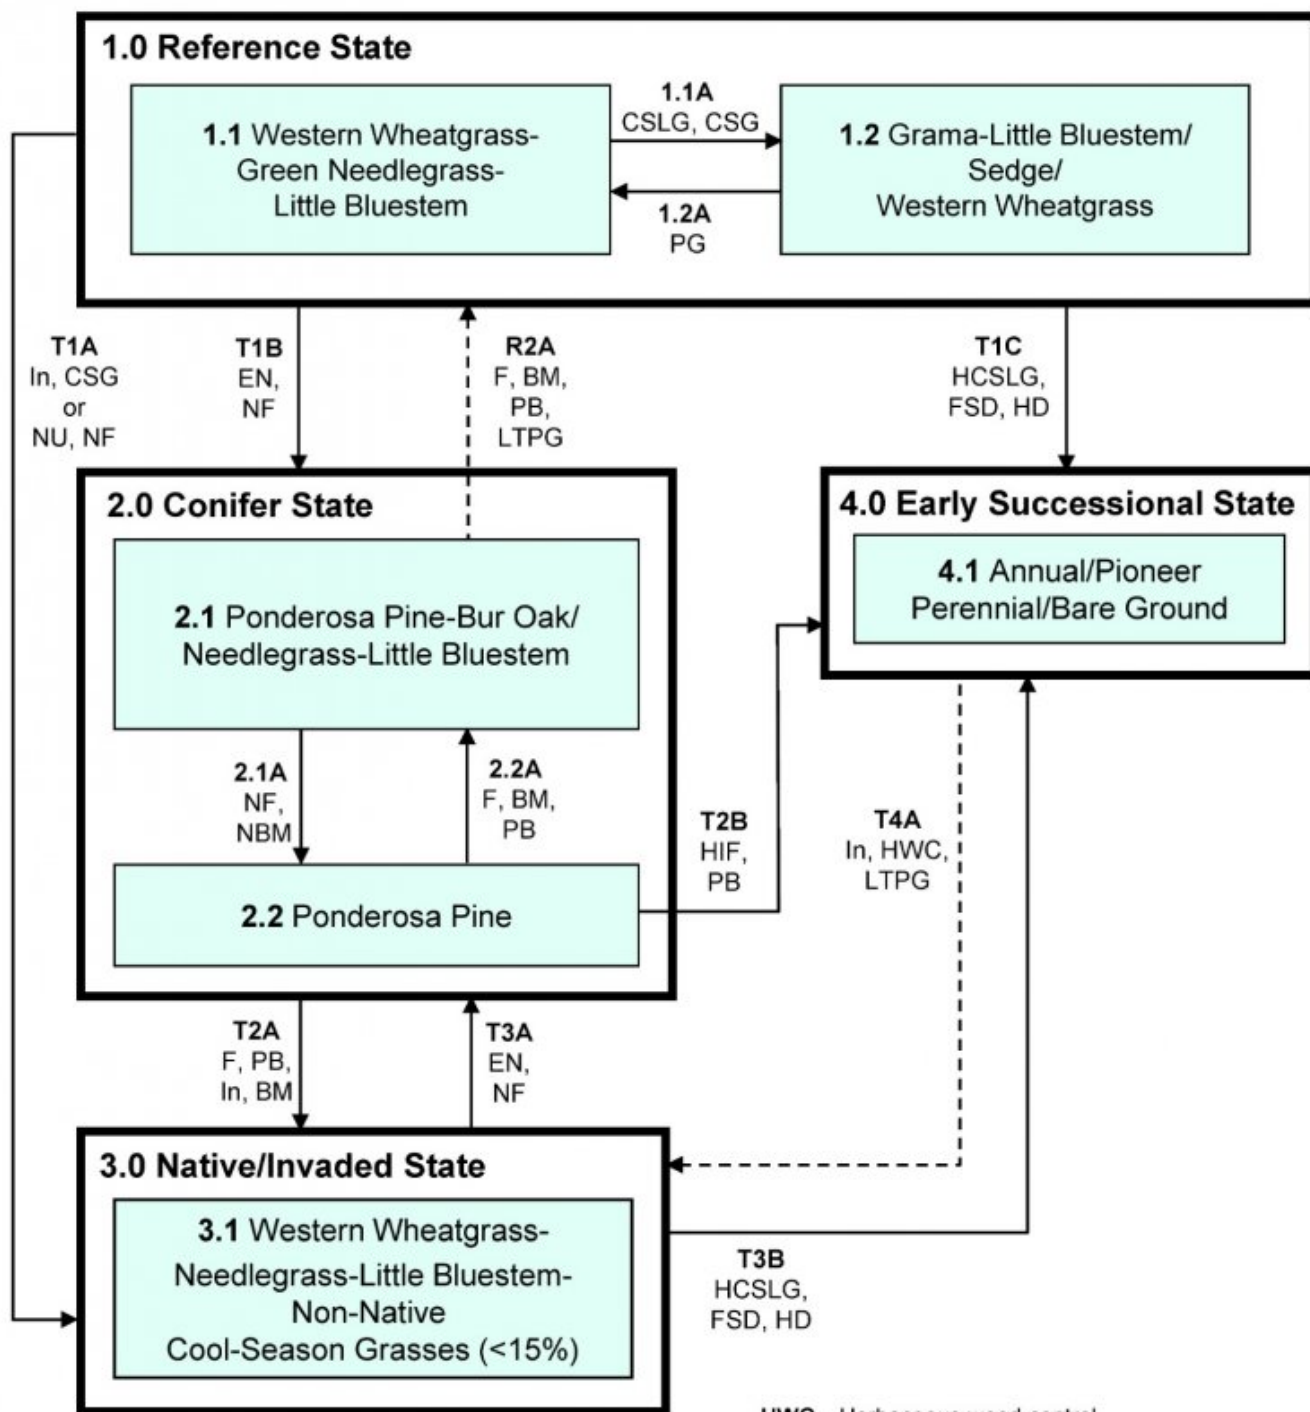 1.0 Reference State
1.1 Western Wheatgrass-
Green Needlegrass-
Little Bluestem
1.1A
CSLG, CSG
1.2A
PG
1.2 Grama-Little Bluestem/
Sedge/
Western Wheatgrass
T1A
In, CSG
or
NU, NF
T1B
EN,
NF
R2A
F, BM,
PB,
LTPG
T1C
HCSLG,
FSD, HD
2.0 Conifer State
2.1 Ponderosa Pine-Bur Oak/
Needlegrass-Little Bluestem
2.1A
NF,
NBM
2.2A
F, BM,
PB
2.2 Ponderosa Pine
4.0 Early Successional State
4.1 Annual/Pioneer
Perennial/Bare Ground
T2B
HIF,
PB
T4A
In, HWC,
LTPG
T2A
F, PB,
In, BM
T3A
EN,
NF
3.0 Native/Invaded State
3.1 Western Wheatgrass-
Needlegrass-Little Bluestem-
Non-Native
Cool-Season Grasses (<15%)
T3B
HCSLG,
FSD, HD